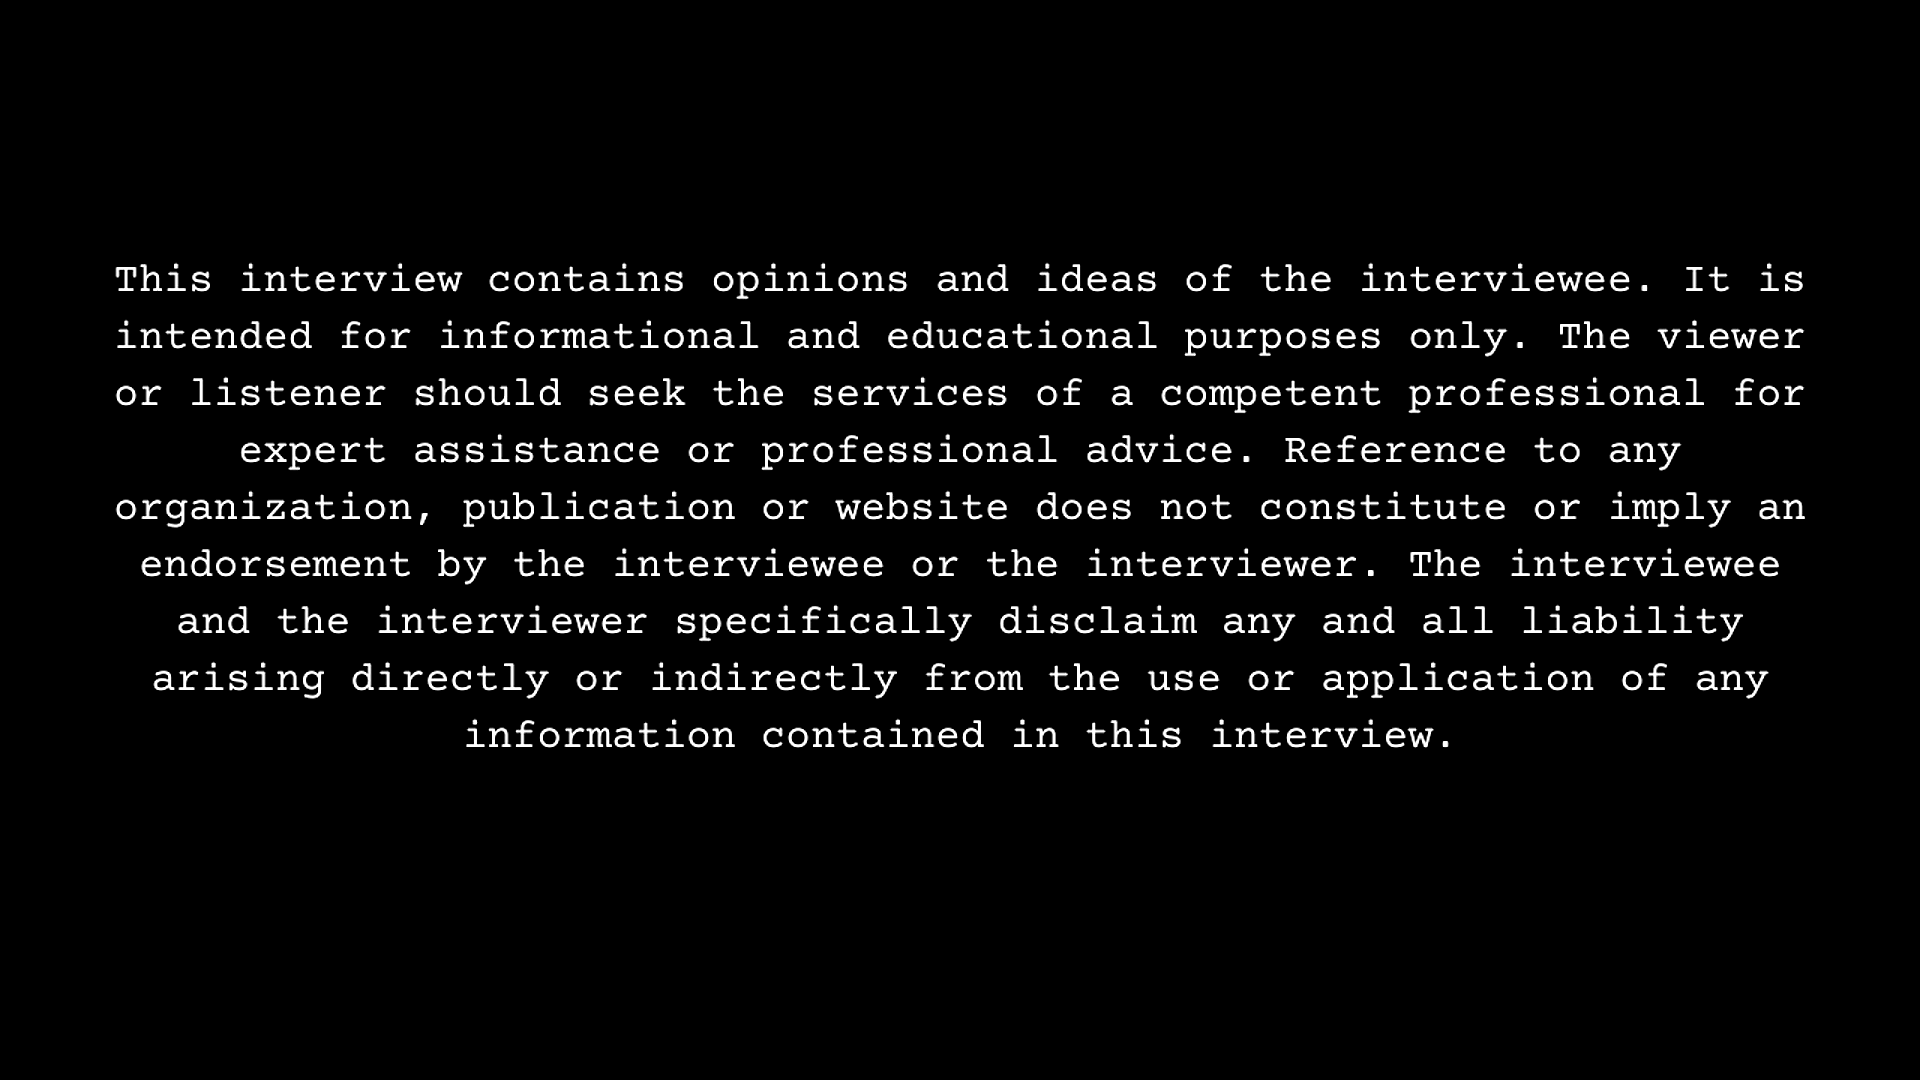 This interview contains opinions and ideas of the interviewee. It is
intended for informational and educational purposes only. The viewer
or listener should seek the services of a competent professional for
expert assistance or professional advice. Reference to any
organization, publication or website does not constitute or imply an
endorsement by the interviewee or the interviewer. The interviewee
and the interviewer specifically disclaim any and all liability
arising directly or indirectly from the use or application of any
information contained in this interview.